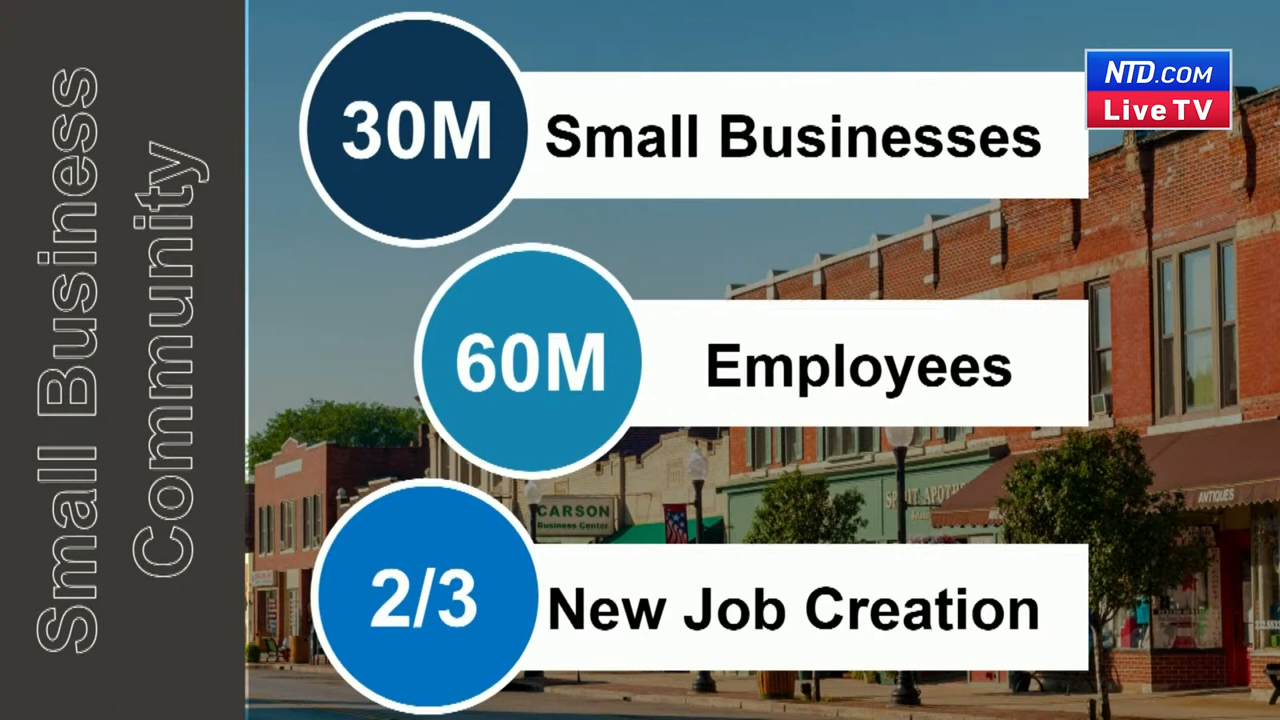 Small Business
Community
30M
Small Businesses
60M
Employees
2/3
New Job Creation
NTD.COM
Live TV
CARSON
Business Center
ANTIQUES